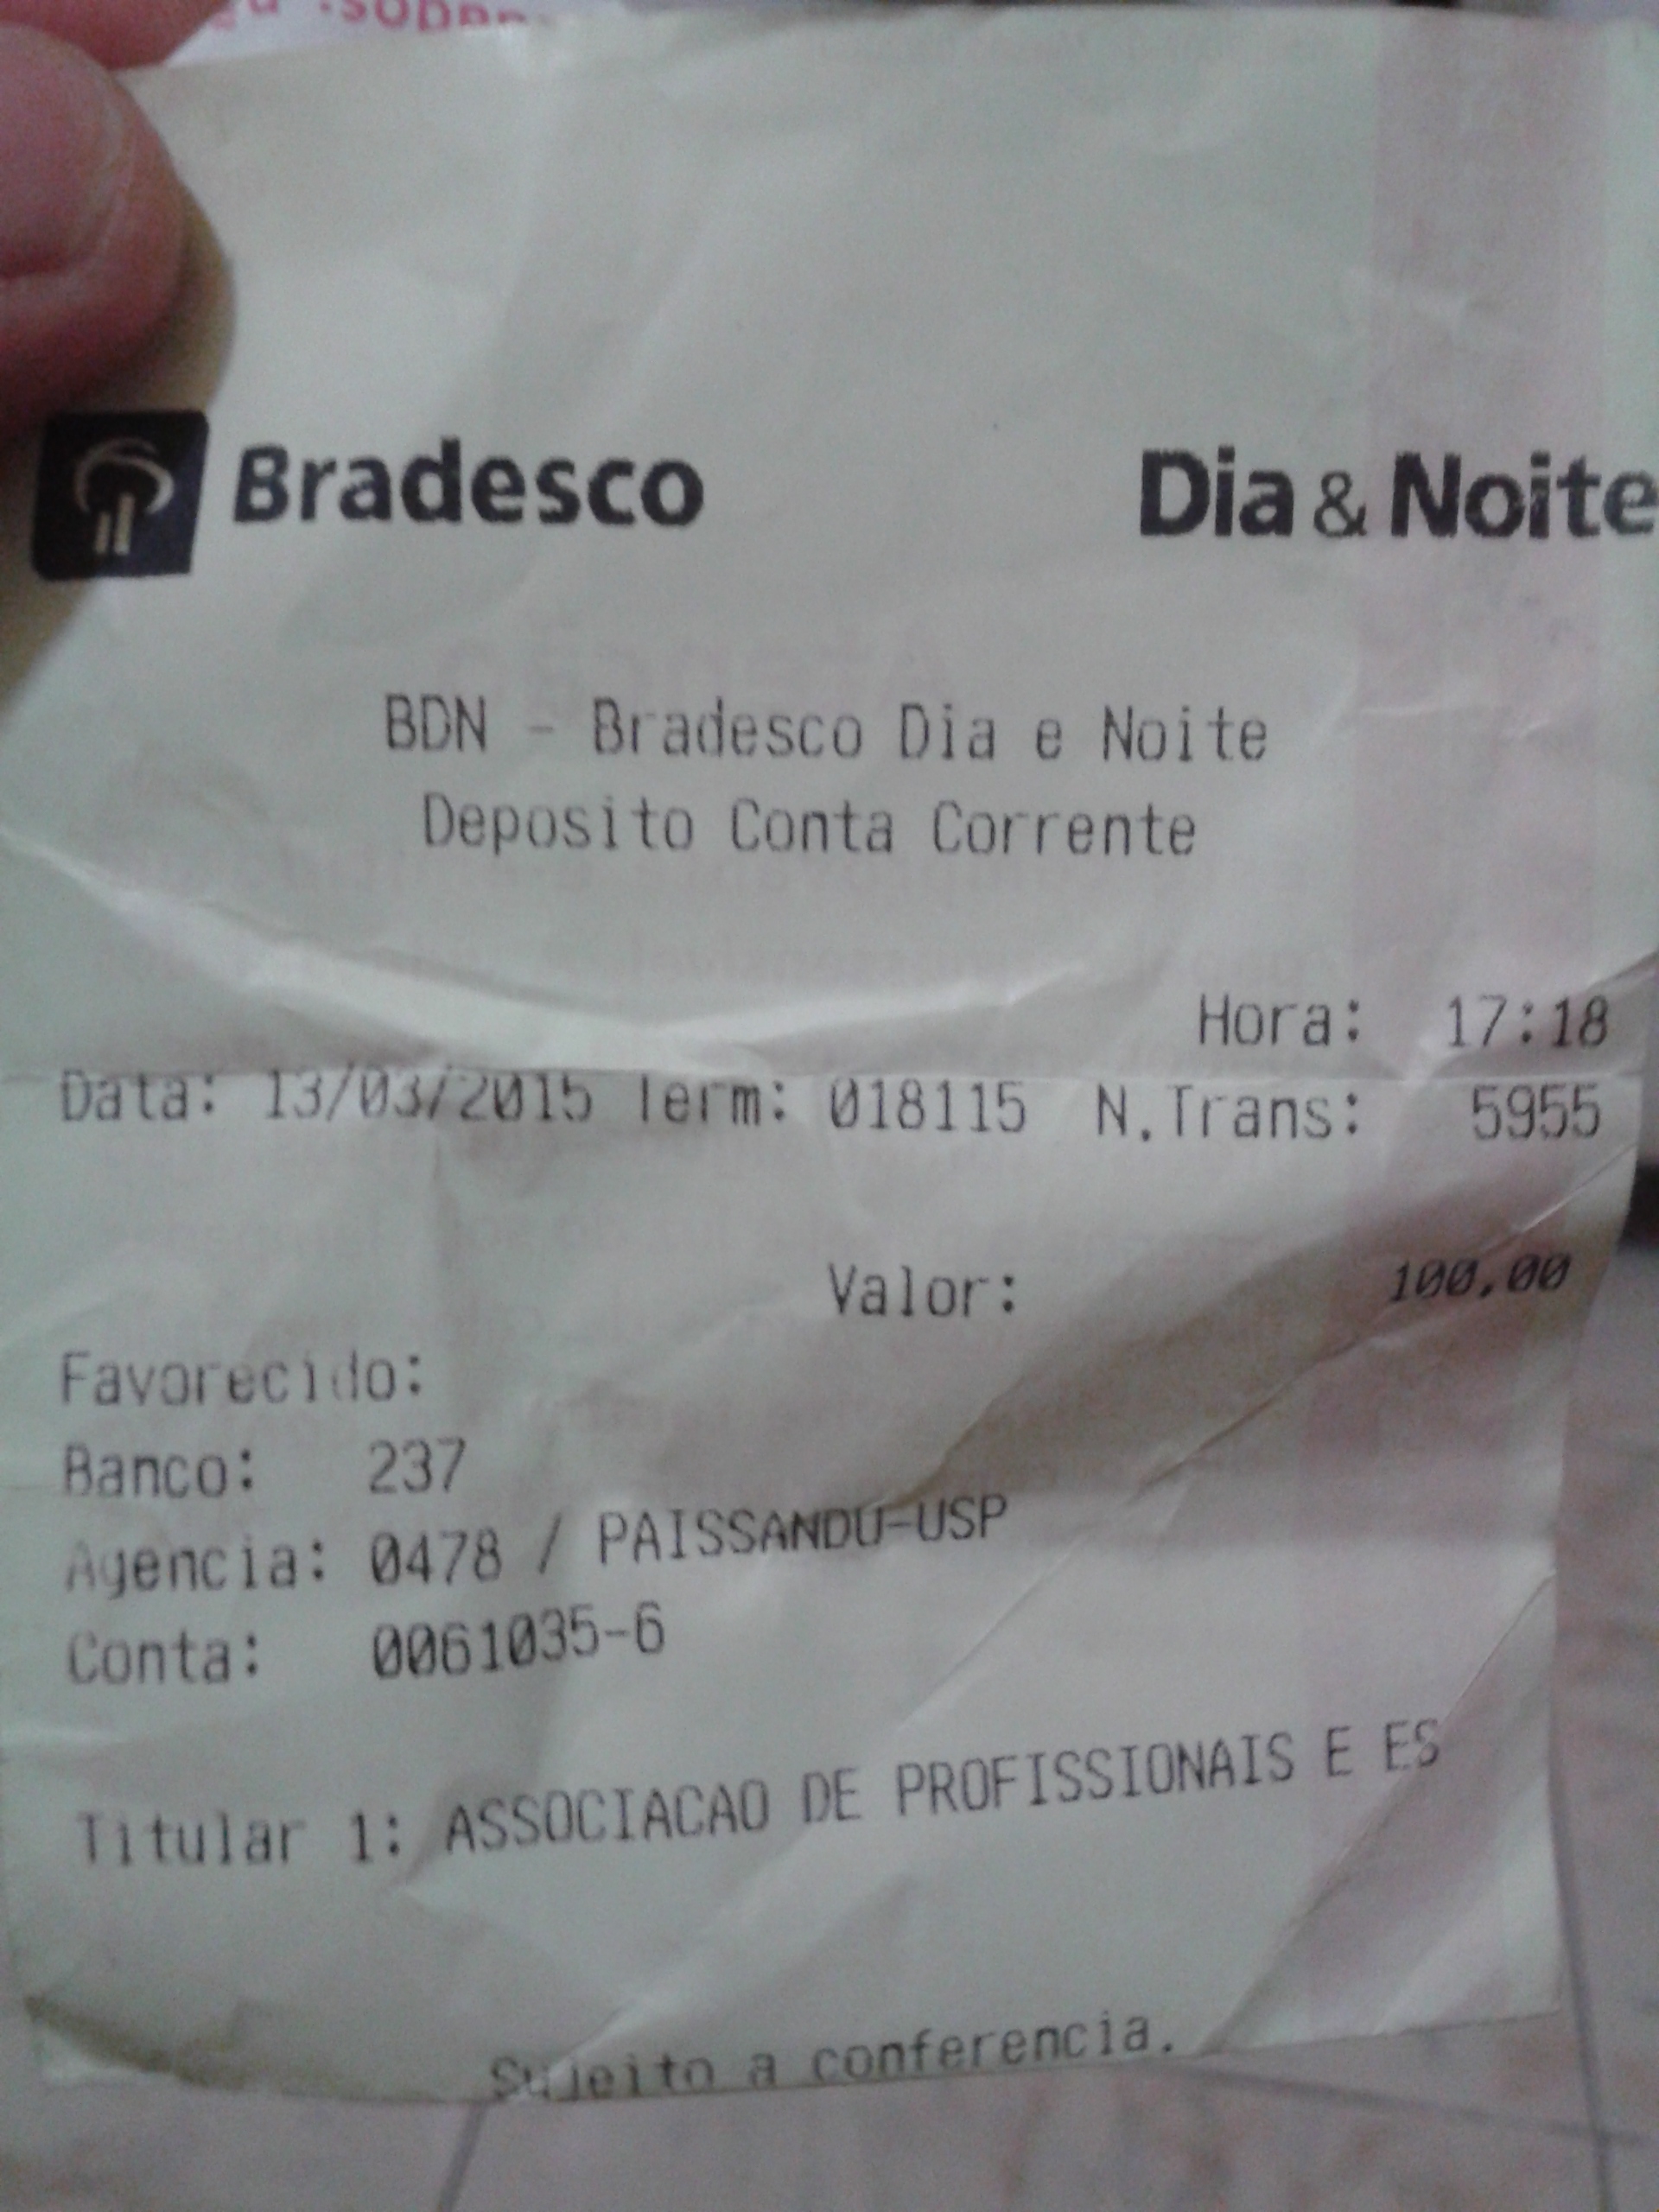 Bradesco Dia & Noite
BDN - Bradesco Dia e Noite
Deposito Conta Corrente
Hora: 17:18
Data: 13/03/2015 Term: 018115 N.Trans: 5955
Valor: 100.00
Favorecido:
Banco: 237
Agencia: 0478 / PAISSANDU-USP
Conta: 0061035-6
Titular 1: ASSOCIACAO DE PROFISSIONAIS E ES
Sujeito a conferencia.